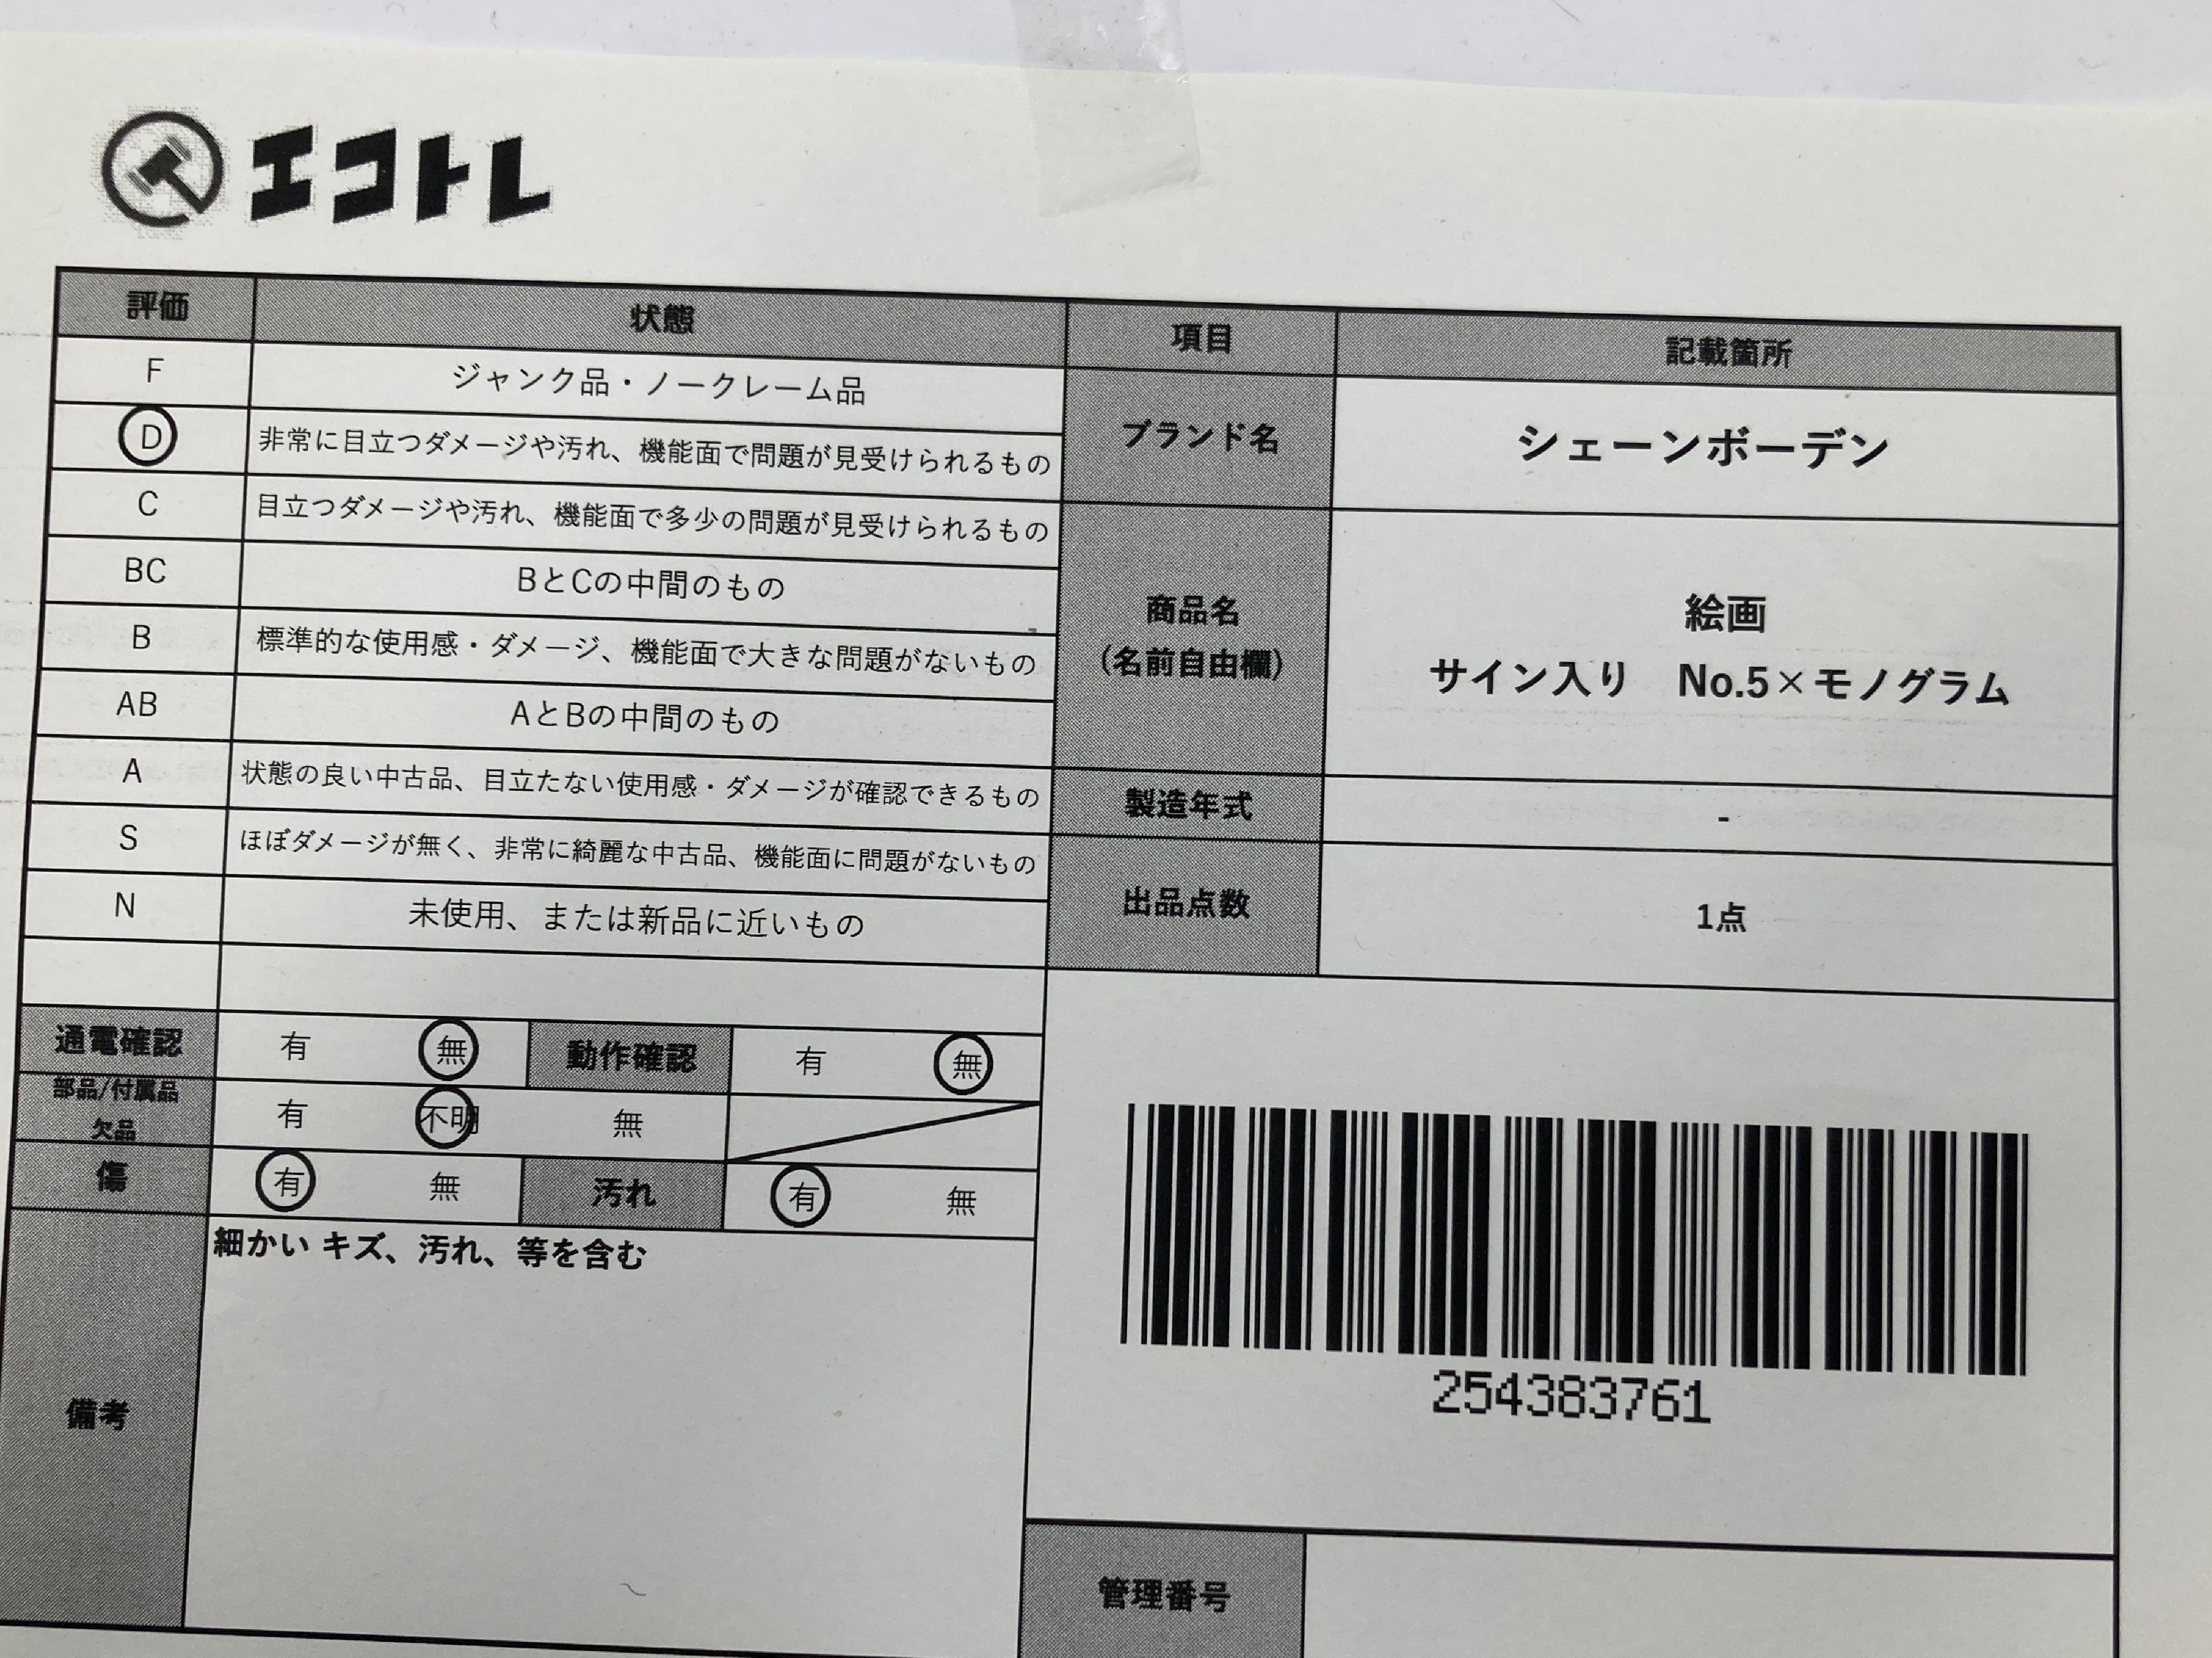 エコトレ
評価 状態 項目 記載箇所
F ジャンク品・ノークレーム品
D 非常に目立つダメージや汚れ、機能面で問題が見受けられるもの
C 目立つダメージや汚れ、機能面で多少の問題が見受けられるもの
BC BとCの中間のもの
B 標準的な使用感・ダメージ、機能面で大きな問題がないもの
AB AとBの中間のもの
A 状態の良い中古品、目立たない使用感・ダメージが確認できるもの
S ほぼダメージが無く、非常に綺麗な中古品、機能面に問題がないもの
N 未使用、または新品に近いもの
ブランド名 シェーンボーデン
商品名
(名前自由欄)
絵画
サイン入り No.5×モノグラム
製造年式 -
出品点数 1点
通電確認 有 無 動作確認 有 無
部品/付属品
欠品
有 不明 無
傷 有 無 汚れ 有 無
備考
細かい キズ、汚れ、等を含む
254383761
管理番号